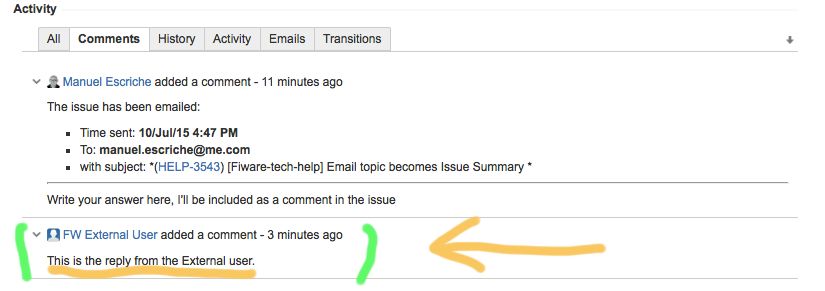 Activity
All Comments History Activity Emails Transitions
Manuel Escriche added a comment - 11 minutes ago
The issue has been emailed:
Time sent: 10/Jul/15 4:47 PM
To: manuel.escriche@me.com
with subject: *(HELP-3543) [Fiware-tech-help] Email topic becomes Issue Summary *
Write your answer here, I'll be included as a comment in the issue
FW External User added a comment - 3 minutes ago
This is the reply from the External user.